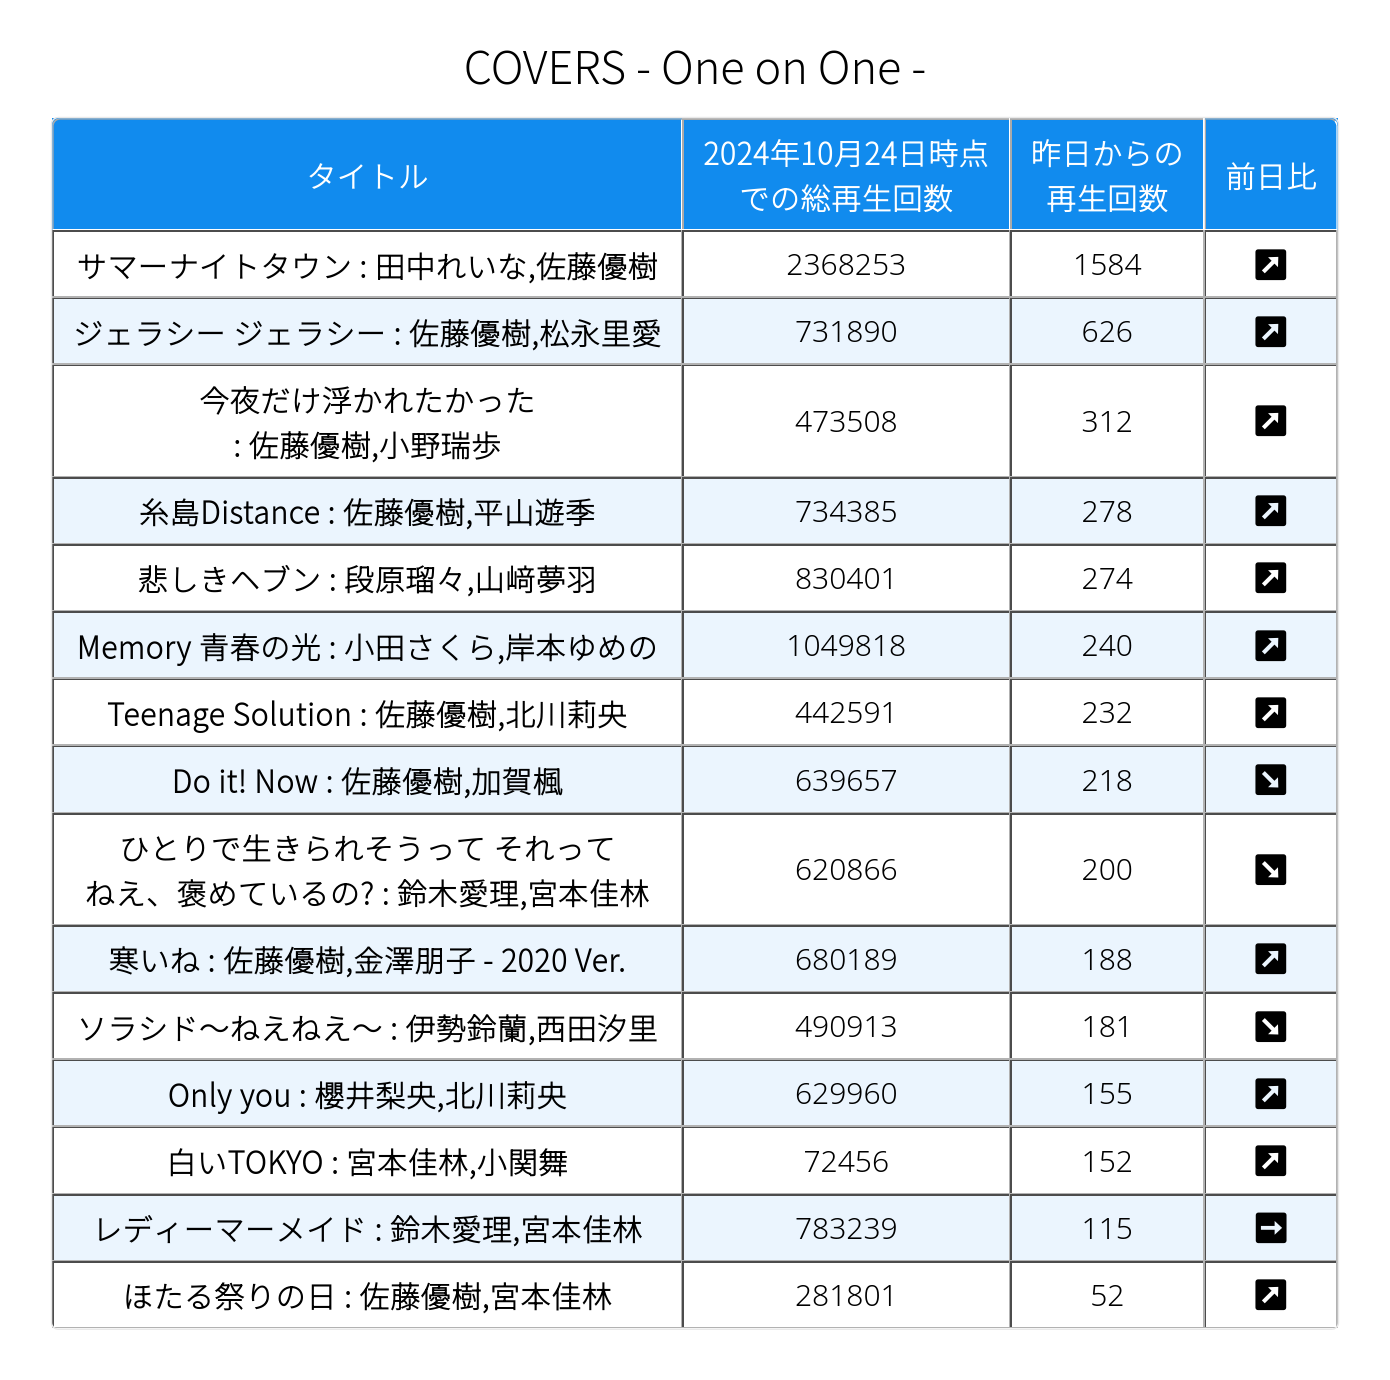 COVERS - One on One -
タイトル
2024年10月24日時点
での総再生回数
昨日からの
再生回数
前日比
サマーナイトタウン : 田中れいな,佐藤優樹
2368253
1584
ジェラシー ジェラシー : 佐藤優樹,松永里愛
731890
626
今夜だけ浮かれたかった
: 佐藤優樹,小野瑞歩
473508
312
糸島Distance : 佐藤優樹,平山遊季
734385
278
悲しきヘブン : 段原瑠々,山﨑夢羽
830401
274
Memory 青春の光 : 小田さくら,岸本ゆめの
1049818
240
Teenage Solution : 佐藤優樹,北川莉央
442591
232
Do it! Now : 佐藤優樹,加賀楓
639657
218
ひとりで生きられそうって それって
ねえ、褒めているの? : 鈴木愛理,宮本佳林
620866
200
寒いね : 佐藤優樹,金澤朋子 - 2020 Ver.
680189
188
ソラシド～ねえねえ～ : 伊勢鈴蘭,西田汐里
490913
181
Only you : 櫻井梨央,北川莉央
629960
155
白いTOKYO : 宮本佳林,小関舞
72456
152
レディーマーメイド : 鈴木愛理,宮本佳林
783239
115
ほたる祭りの日 : 佐藤優樹,宮本佳林
281801
52